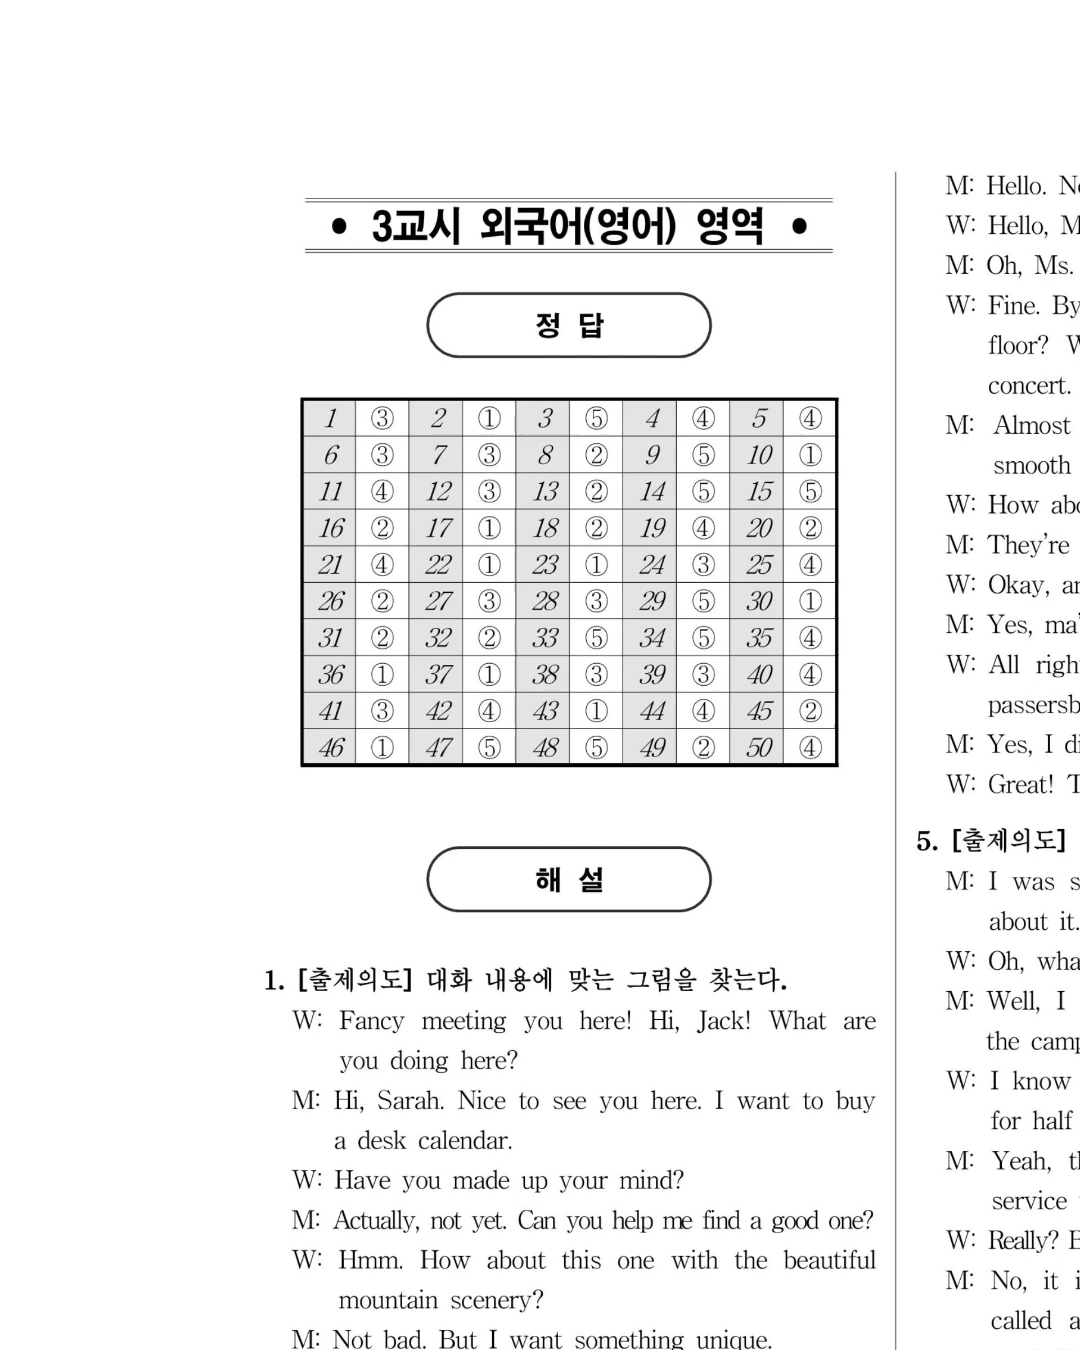 • 3교시 외국어(영어) 영역 •
정 답
1 ③ 2 ① 3 ⑤ 4 ④ 5 ④
6 ③ 7 ③ 8 ② 9 ⑤ 10 ①
11 ④ 12 ③ 13 ② 14 ⑤ 15 ⑤
16 ② 17 ① 18 ② 19 ④ 20 ②
21 ④ 22 ① 23 ① 24 ③ 25 ④
26 ② 27 ③ 28 ③ 29 ⑤ 30 ①
31 ② 32 ② 33 ⑤ 34 ⑤ 35 ④
36 ① 37 ① 38 ③ 39 ③ 40 ④
41 ③ 42 ④ 43 ① 44 ④ 45 ②
46 ① 47 ⑤ 48 ⑤ 49 ② 50 ④
해 설
1. [출제의도] 대화 내용에 맞는 그림을 찾는다.
W: Fancy meeting you here! Hi, Jack! What are
you doing here?
M: Hi, Sarah. Nice to see you here. I want to buy
a desk calendar.
W: Have you made up your mind?
M: Actually, not yet. Can you help me find a good one?
W: Hmm. How about this one with the beautiful
mountain scenery?
M: Not bad. But I want something unique.
M: Hello.
W: Hello,
M: Oh, Ms.
W: Fine. By
floor?
concert.
M: Almost
smooth
W: How
M: They're
W: Okay,
M: Yes,
W: All
M: Yes, I
W: Great!
5. [출제의도]
M: I was
about it.
W: Oh,
M: Well, I
the
W: I know
for half
M: Yeah,
service
W: Really?
M: No, it
called